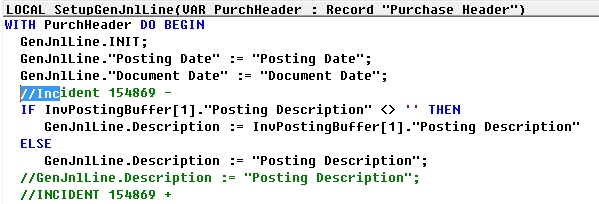 LOCAL SetupGenJnlLine(VAR PurchHeader : Record "Purchase Header")
WITH PurchHeader DO BEGIN
GenJnlLine.INIT;
GenJnlLine."Posting Date" := "Posting Date";
GenJnlLine."Document Date" := "Document Date";
//Incident 154869 -
IF InvPostingBuffer[1]."Posting Description" <> '' THEN
GenJnlLine.Description := InvPostingBuffer[1]."Posting Description"
ELSE
GenJnlLine.Description := "Posting Description";
//GenJnlLine.Description := "Posting Description";
//INCIDENT 154869 +